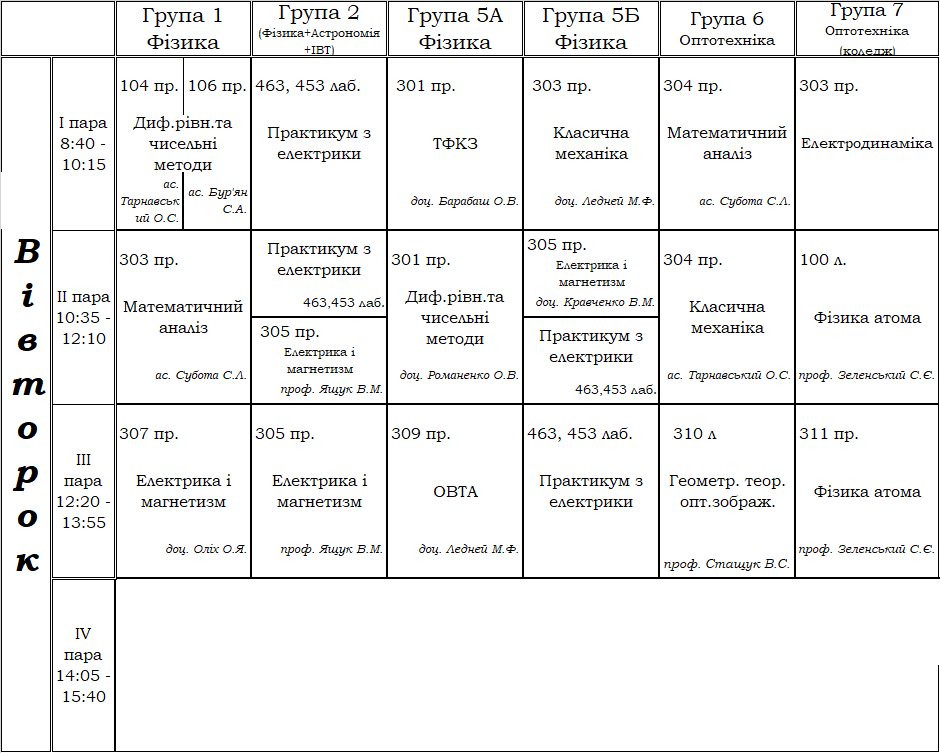 Група 1
Фізика
Група 2
(Фізика+Астрономія
+ІВТ)
Група 5А
Фізика
Група 5Б
Фізика
Група 6
Оптотехніка
Група 7
Оптотехніка
(коледж)
Вівторок
I пара
8:40 -
10:15
104 пр.
106 пр.
Диф.рівн.та
чисельні
методи
ас.
Тарнавськ
ий О.С.
ас. Бур'ян
С.А.
463, 453 лаб.
Практикум з
електрики
301 пр.
ТФКЗ
доц. Барабаш О.В.
303 пр.
Класична
механіка
доц. Ледней М.Ф.
304 пр.
Математичний
аналіз
ас. Субота С.Л.
303 пр.
Електродинаміка
II пара
10:35 -
12:10
303 пр.
Математичний
аналіз
ас. Субота С.Л.
Практикум з
електрики
463,453 лаб.
305 пр.
Електрика і
магнетизм
проф. Ящук В.М.
301 пр.
Диф.рівн.та
чисельні
методи
доц. Романенко О.В.
305 пр.
Електрика і
магнетизм
доц. Кравченко В.М.
Практикум з
електрики
463,453 лаб.
304 пр.
Класична
механіка
ас. Тарнавський О.С.
100 л.
Фізика атома
проф. Зеленський С.Є.
III
пара
12:20 -
13:55
307 пр.
Електрика і
магнетизм
доц. Оліх О.Я.
305 пр.
Електрика і
магнетизм
проф. Ящук В.М.
309 пр.
ОВТА
доц. Ледней М.Ф.
463, 453 лаб.
Практикум з
електрики
310 л
Геометр. теор.
опт.зображ.
проф. Стащук В.С.
311 пр.
Фізика атома
проф. Зеленський С.Є.
IV
пара
14:05 -
15:40